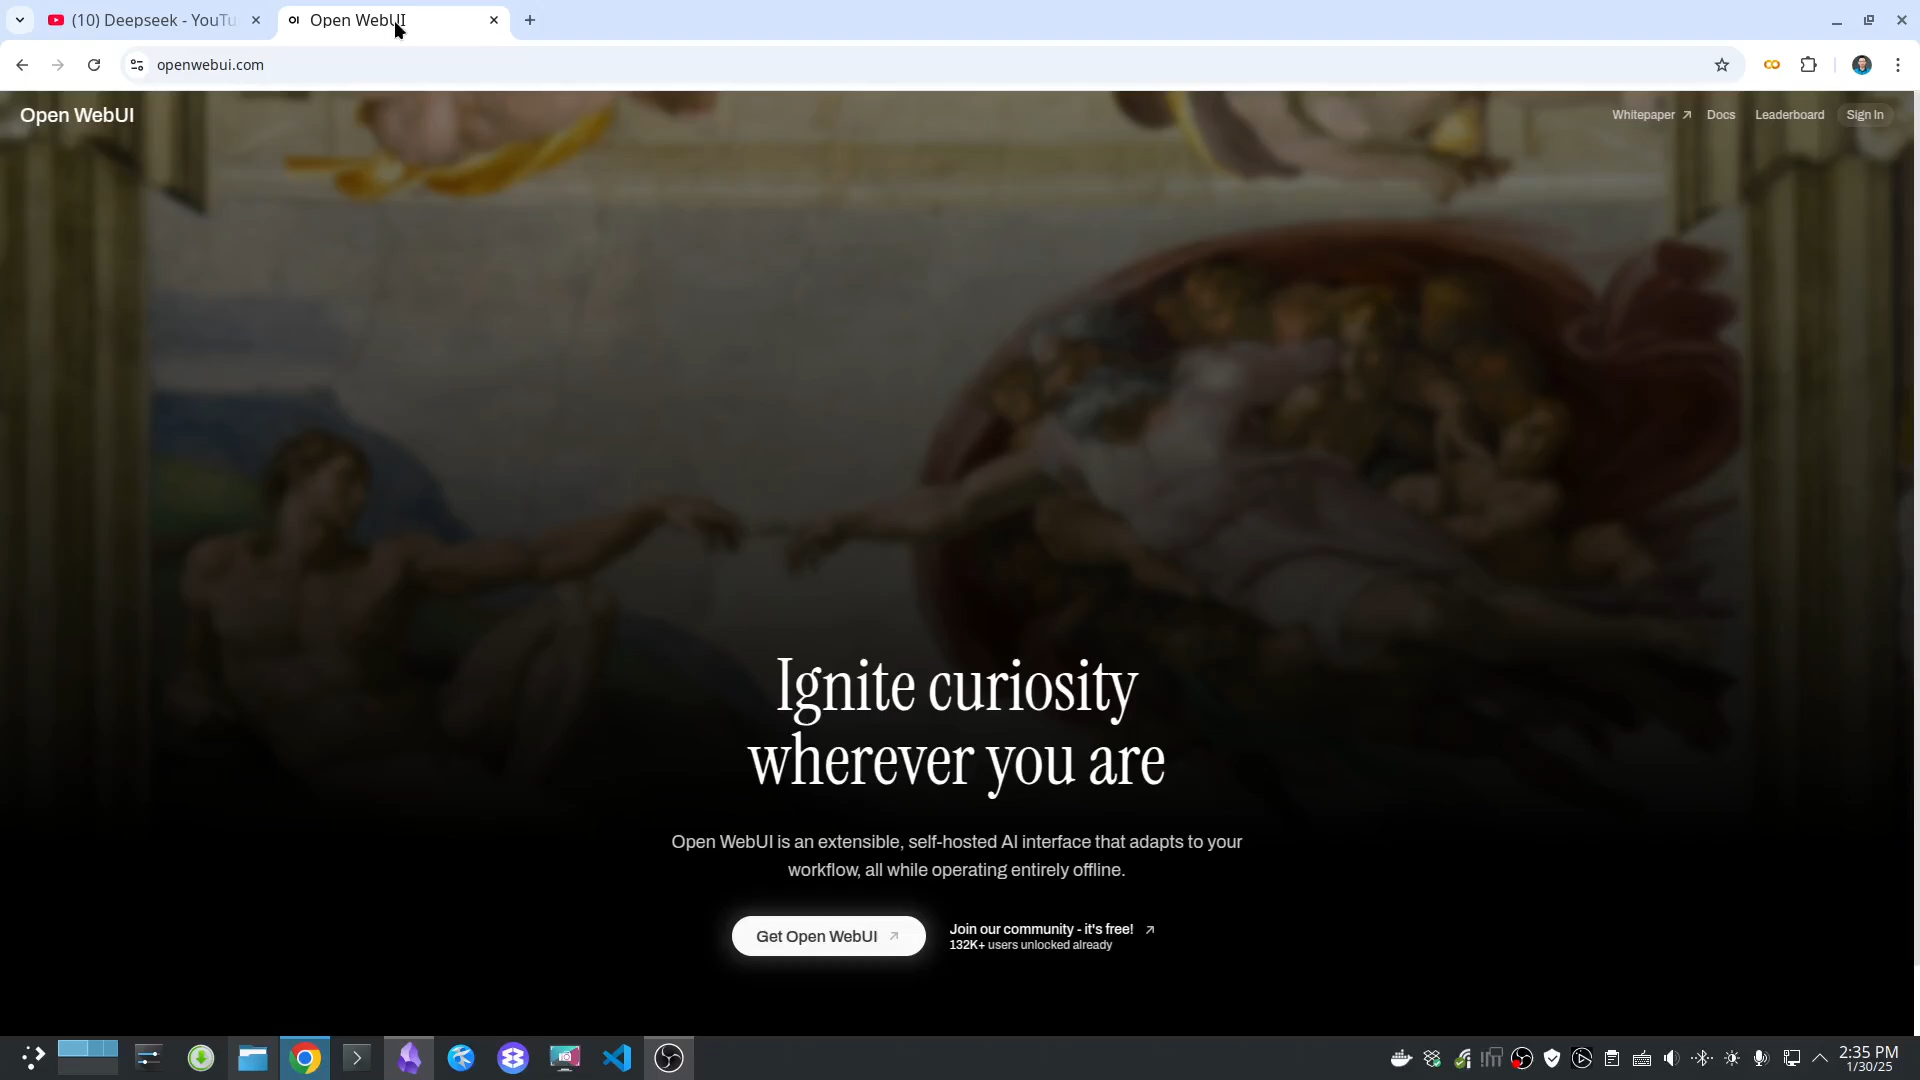 (10) Deepseek - YouTu
Open WebUI
openwebui.com
Open WebUI
Whitepaper
Docs
Leaderboard
Sign In
Ignite curiosity
wherever you are
Open WebUI is an extensible, self-hosted AI interface that adapts to your
workflow, all while operating entirely offline.
Get Open WebUI
Join our community - it's free!
132K+ users unlocked already
2:35 PM
1/30/25